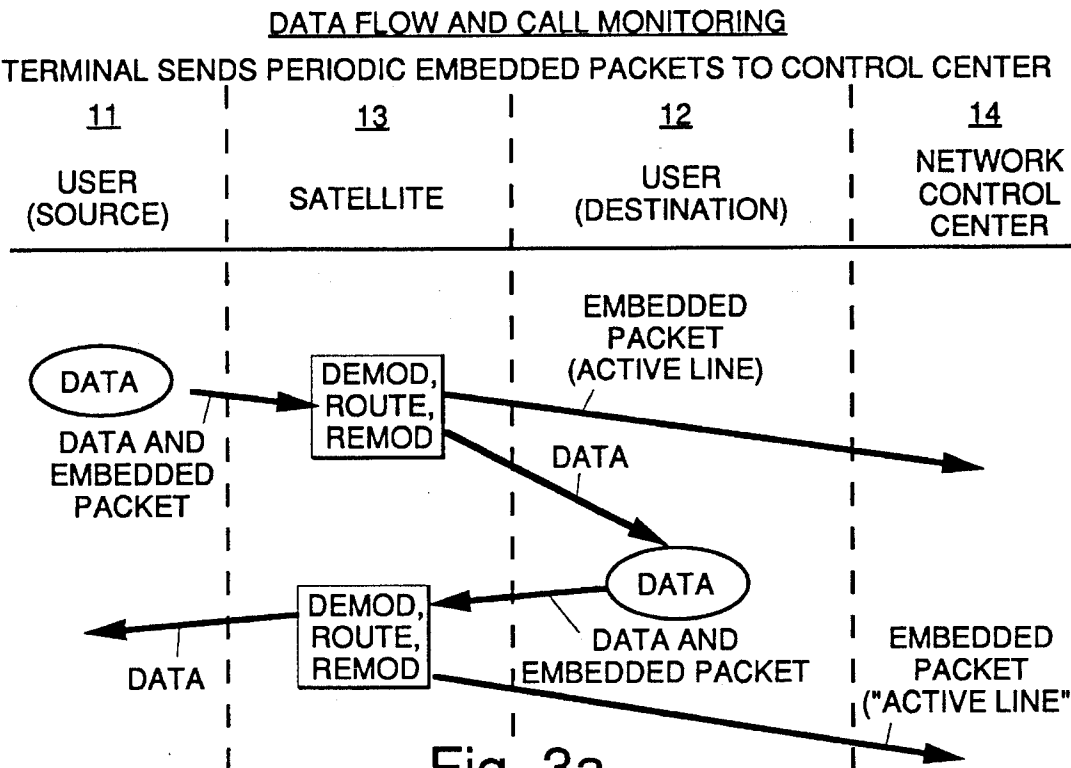 DATA FLOW AND CALL MONITORING
TERMINAL SENDS PERIODIC EMBEDDED PACKETS TO CONTROL CENTER
11
13
12
14
USER
(SOURCE)
SATELLITE
USER
(DESTINATION)
NETWORK
CONTROL
CENTER
EMBEDDED
PACKET
(ACTIVE LINE)
DATA
DEMOD,
ROUTE,
REMOD
DATA AND
EMBEDDED
PACKET
DATA
DATA
DEMOD,
ROUTE,
REMOD
DATA
DATA AND
EMBEDDED PACKET
EMBEDDED
PACKET
("ACTIVE LINE"
Fig. 3a